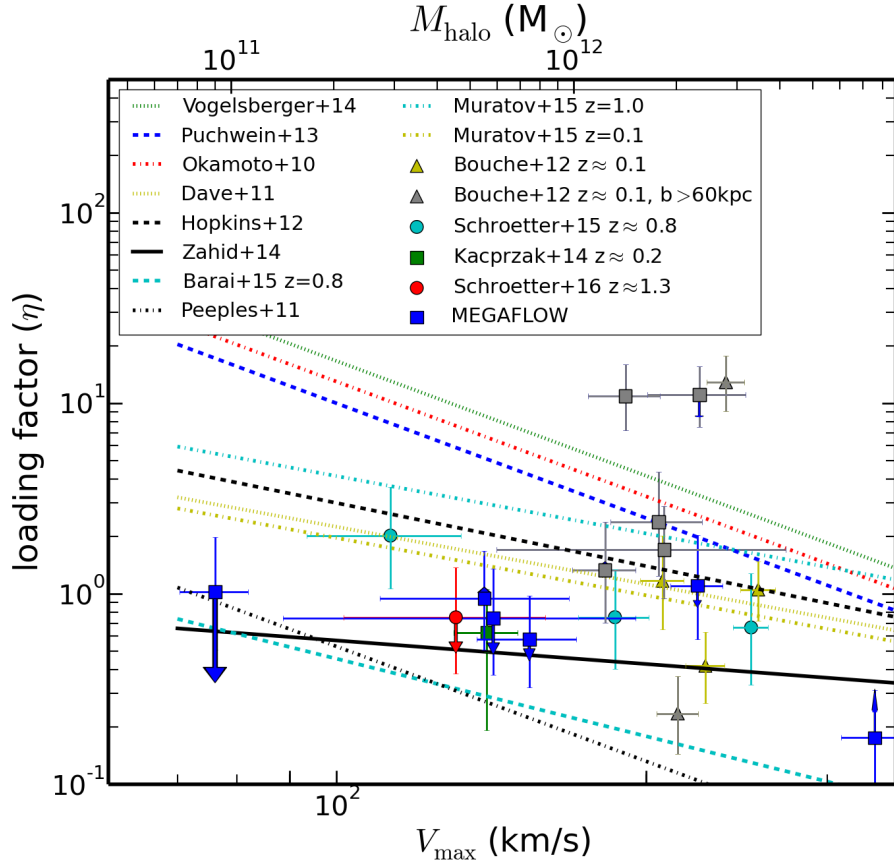 M_halo (M_⊙)
10^11
10^12
Vogelsberger+14
Puchwein+13
Okamoto+10
Dave+11
Hopkins+12
Zahid+14
Barai+15 z=0.8
Peeples+11
Muratov+15 z=1.0
Muratov+15 z=0.1
Bouche+12 z≈ 0.1
Bouche+12 z≈ 0.1, b>60kpc
Schroetter+15 z≈ 0.8
Kacprzak+14 z≈ 0.2
Schroetter+16 z≈1.3
MEGAFLOW
loading factor (η)
10^2
10^1
10^0
10^-1
10^2
V_max (km/s)